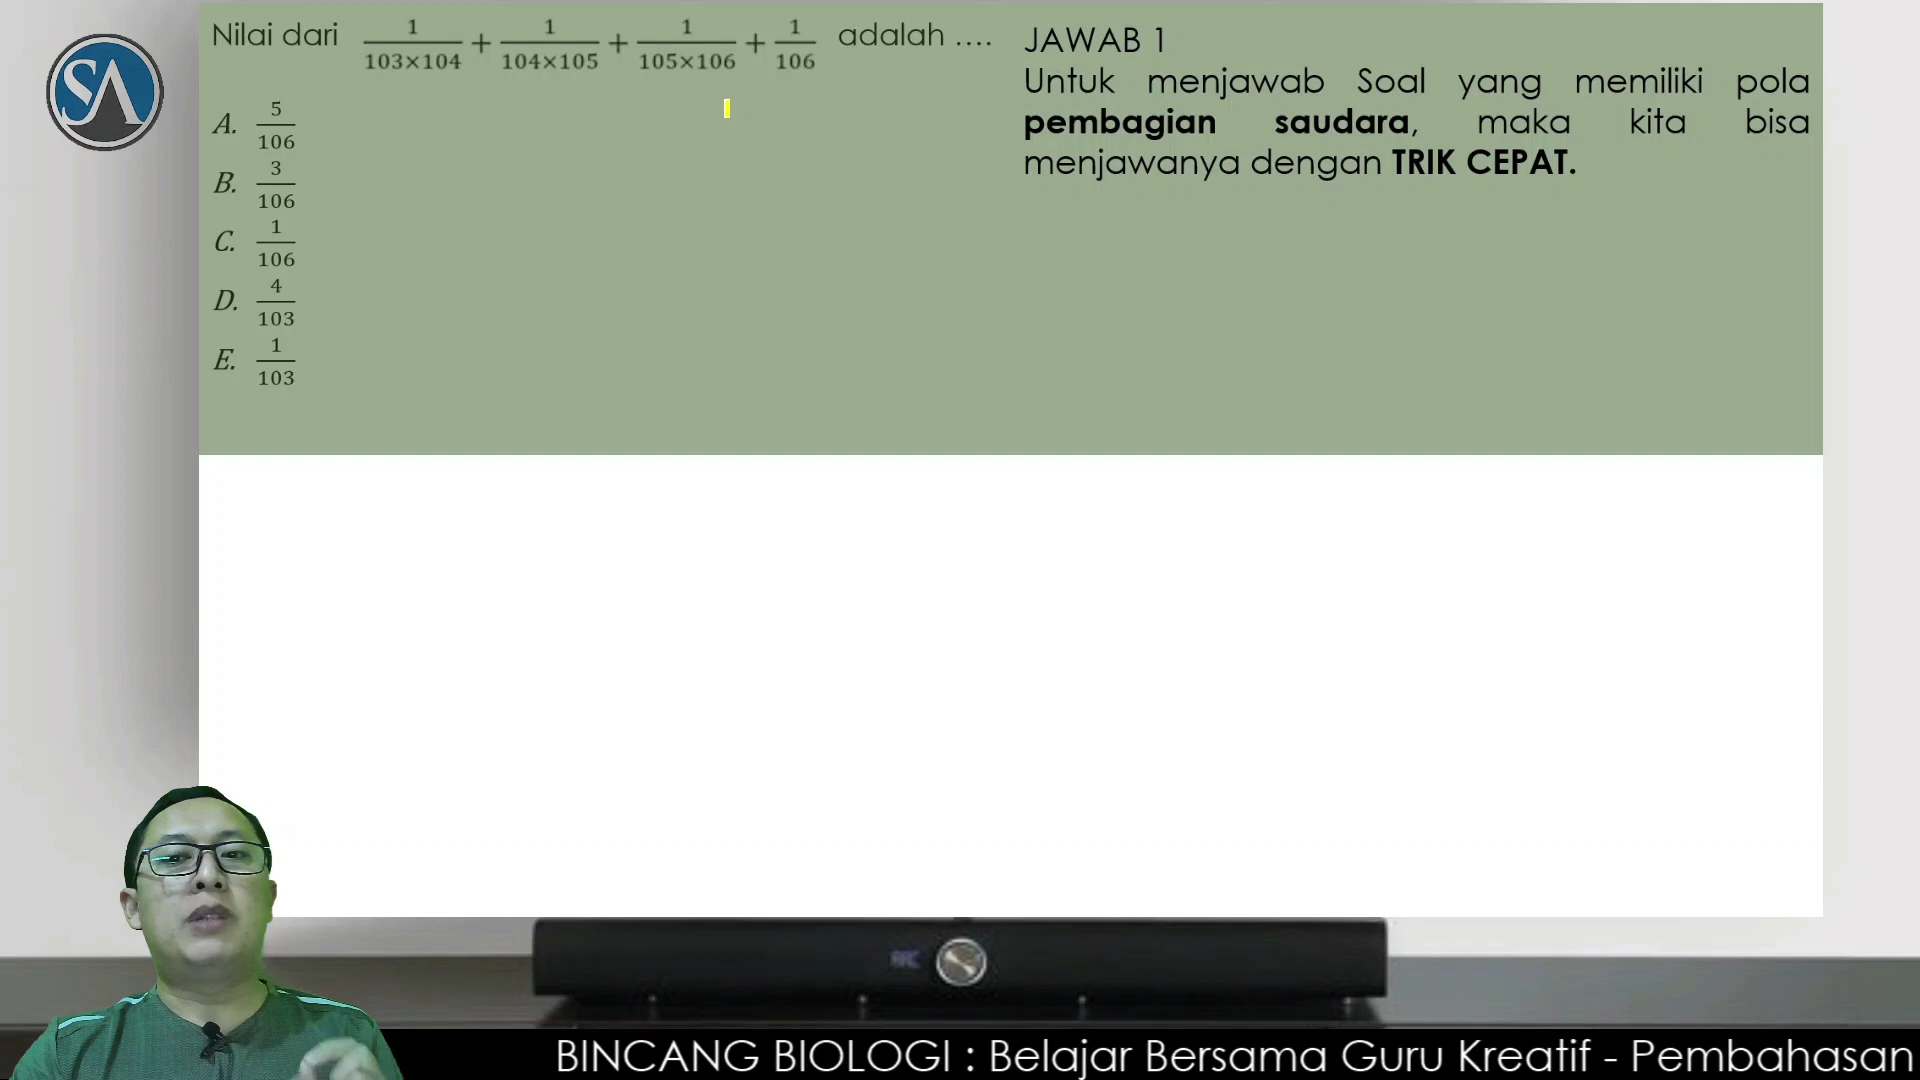 SA
Nilai dari 1/(103×104) + 1/(104×105) + 1/(105×106) + 1/106 adalah ....
A. 5/106
B. 3/106
C. 1/106
D. 4/103
E. 1/103
JAWAB 1
Untuk menjawab Soal yang memiliki pola
pembagian saudara, maka kita bisa
menjawanya dengan TRIK CEPAT.
BINCANG BIOLOGI : Belajar Bersama Guru Kreatif - Pembahasan